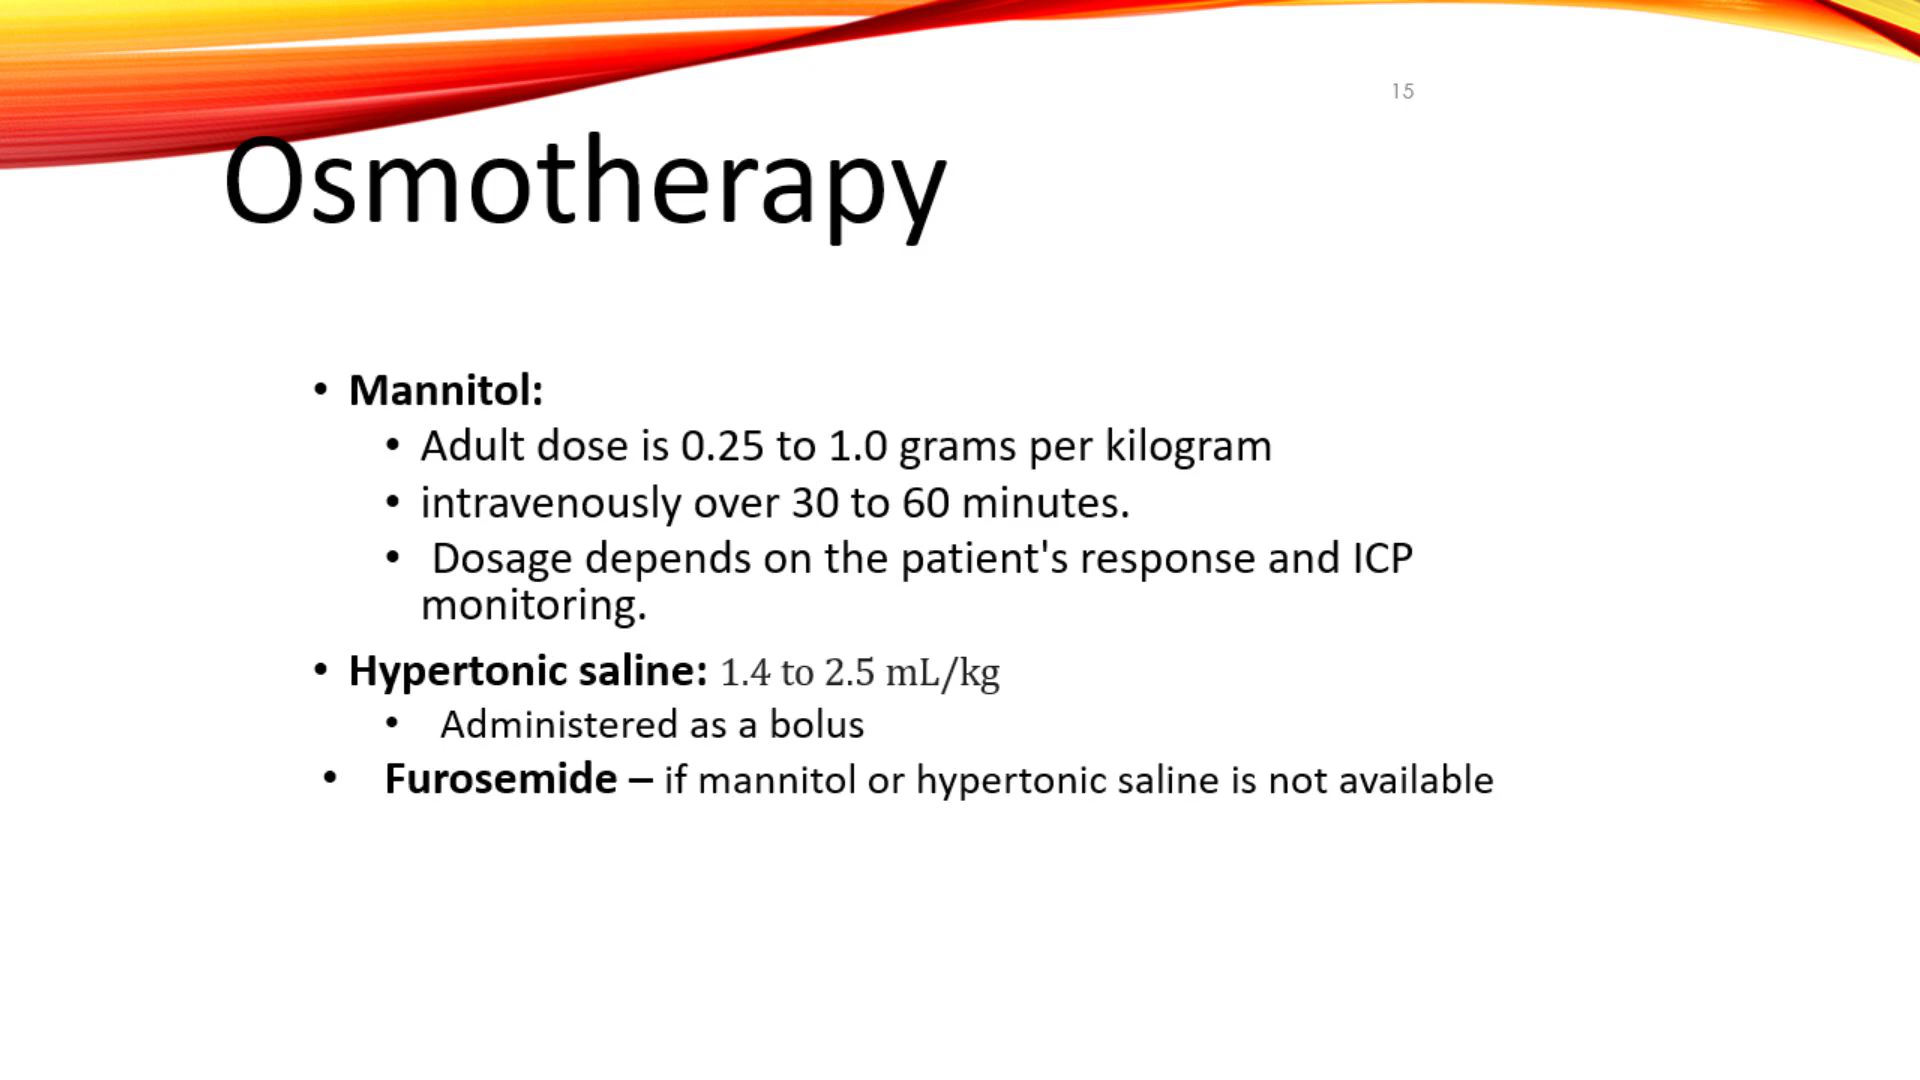 15
Osmotherapy
• Mannitol:
• Adult dose is 0.25 to 1.0 grams per kilogram
• intravenously over 30 to 60 minutes.
• Dosage depends on the patient's response and ICP
monitoring.
• Hypertonic saline: 1.4 to 2.5 mL/kg
• Administered as a bolus
• Furosemide – if mannitol or hypertonic saline is not available